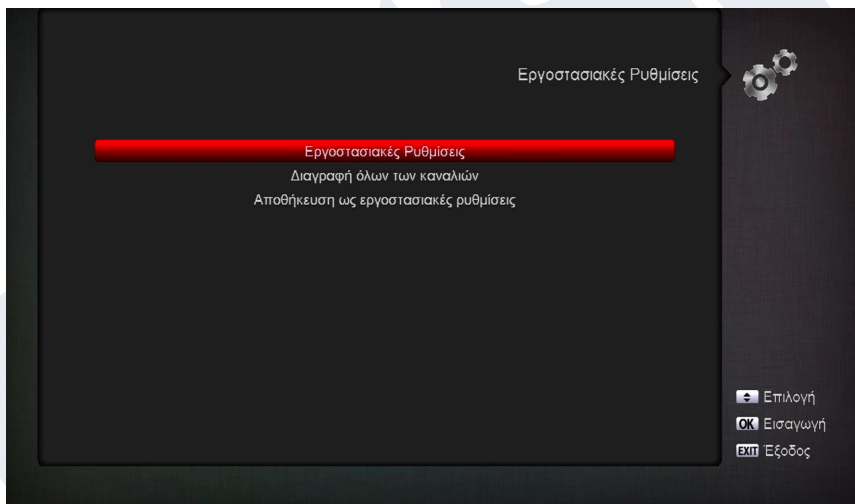 Εργοστασιακές Ρυθμίσεις
Εργοστασιακές Ρυθμίσεις
Διαγραφή όλων των καναλιών
Αποθήκευση ως εργοστασιακές ρυθμίσεις
Επιλογή
OK Εισαγωγή
EXIT Έξοδος